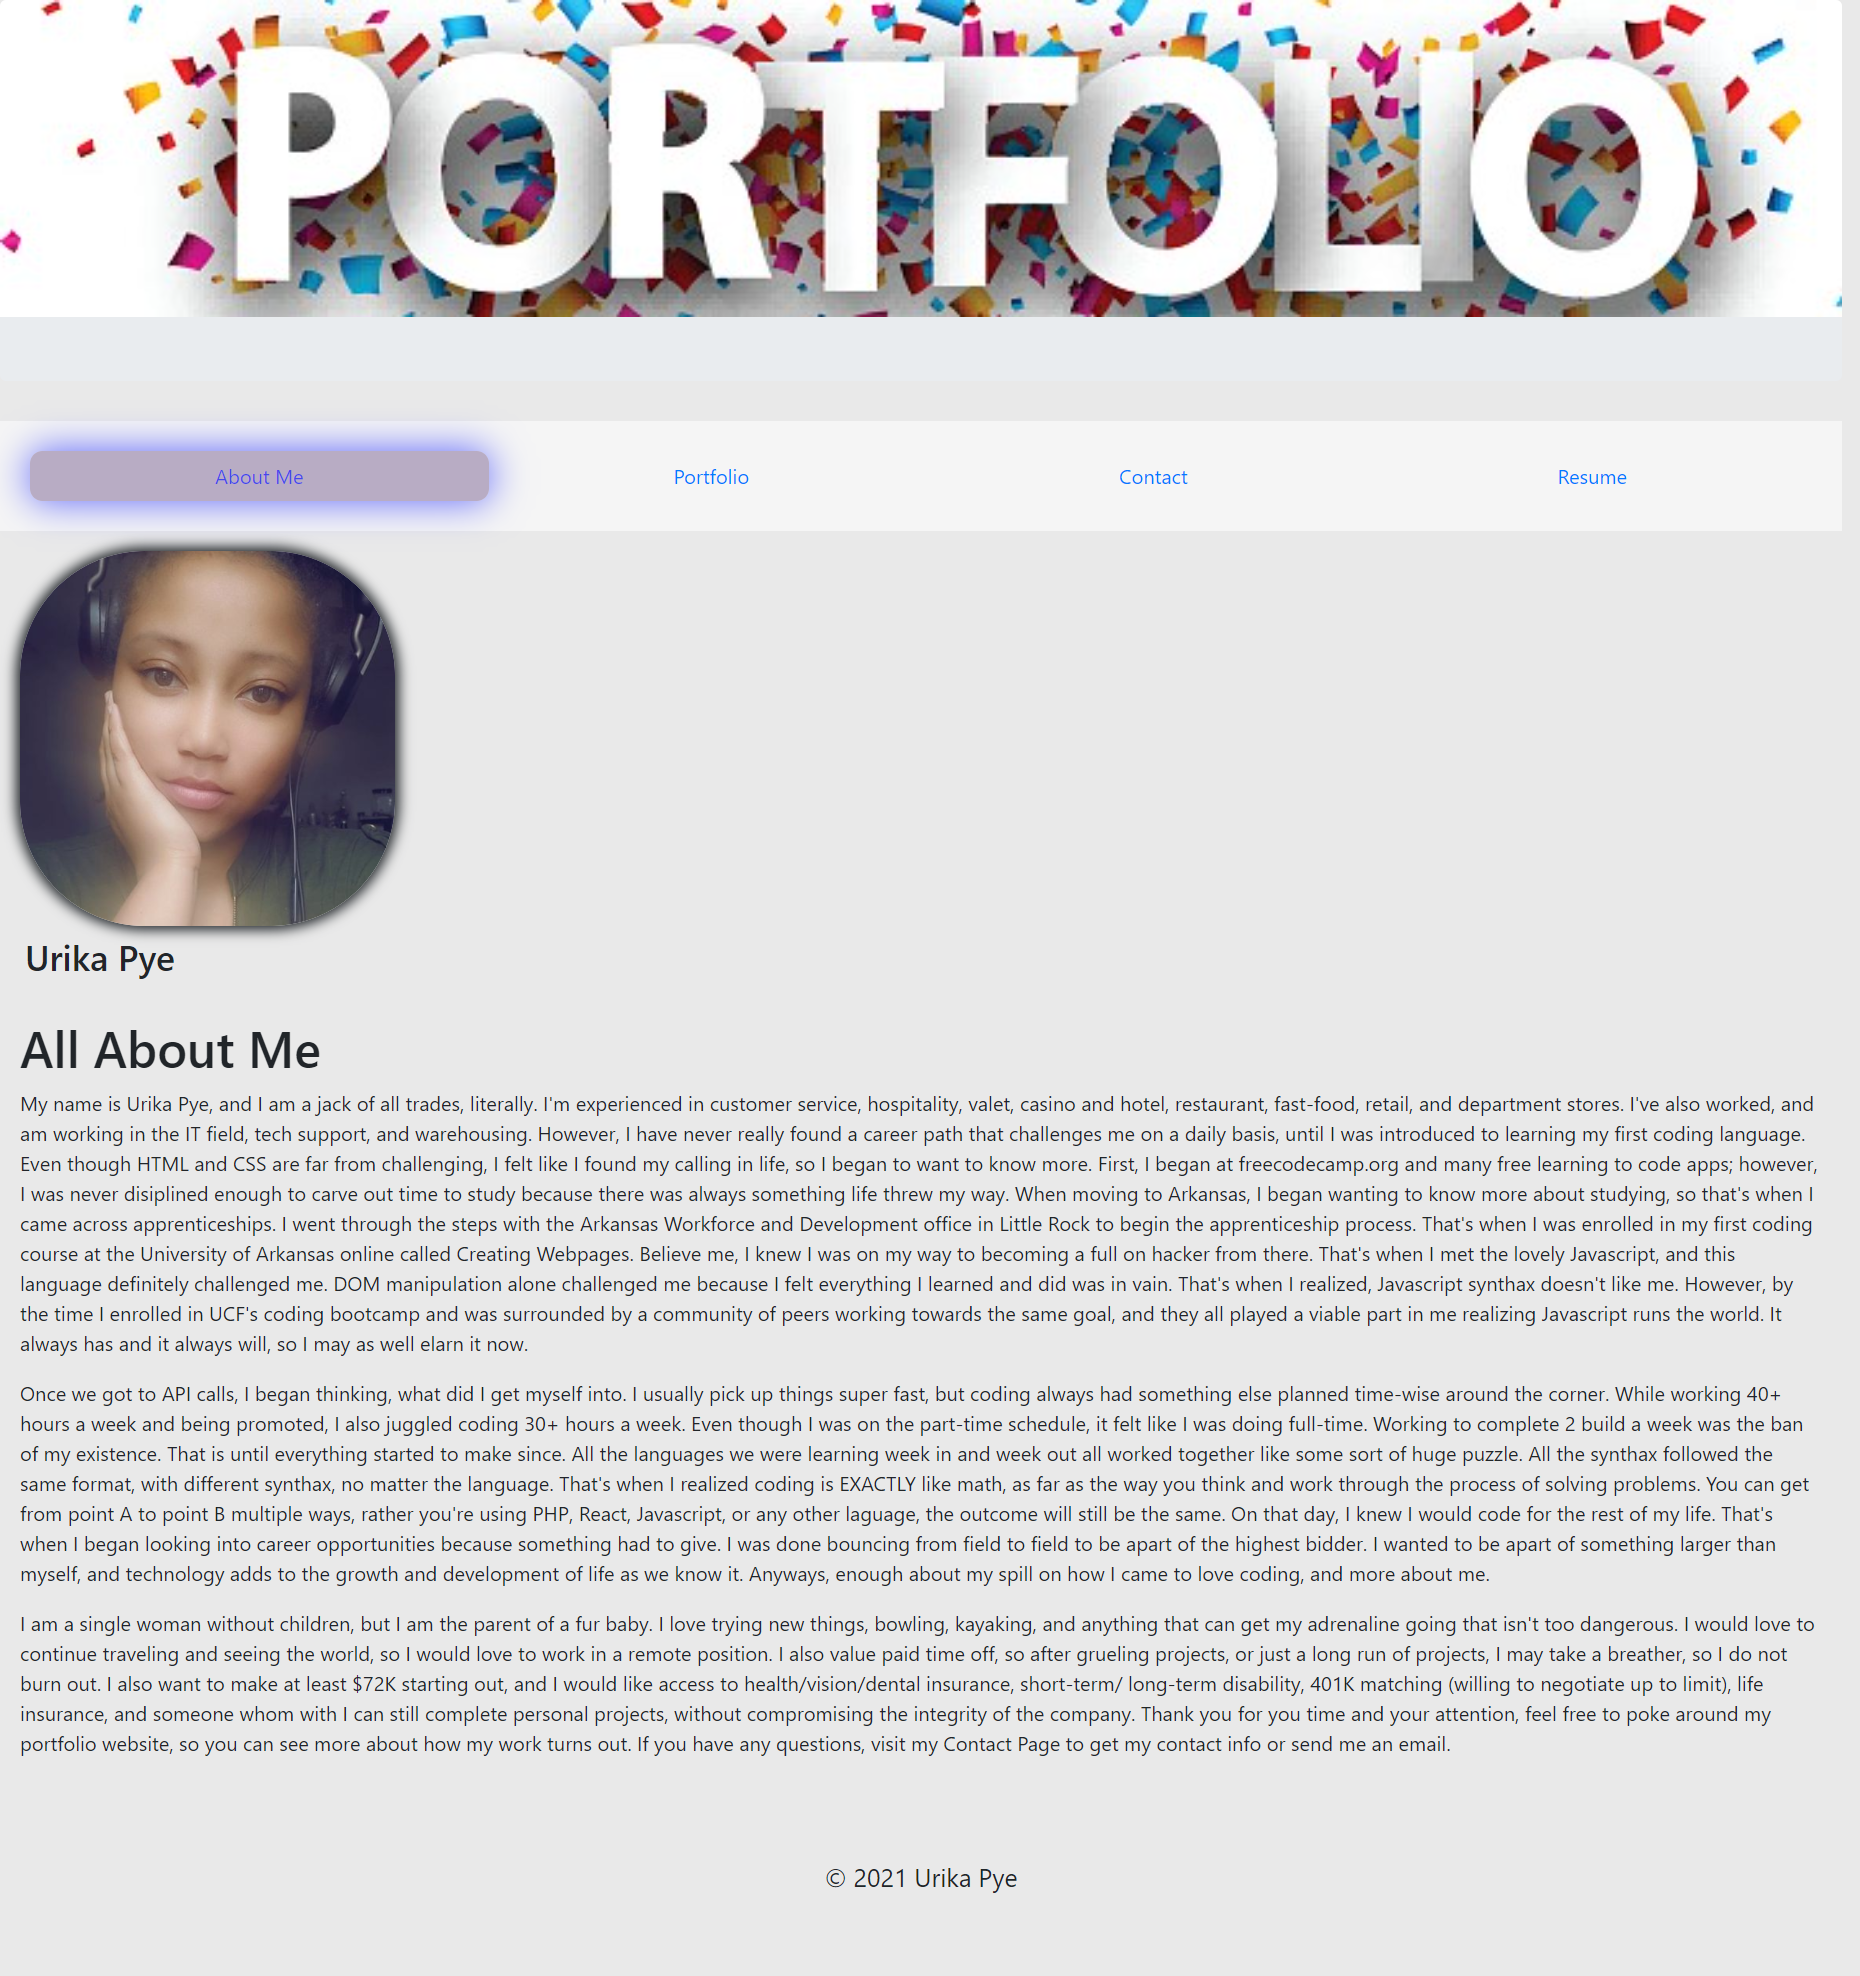 PORTFOLIO
About Me
Portfolio
Contact
Resume
Urika Pye
All About Me
My name is Urika Pye, and I am a jack of all trades, literally. I'm experienced in customer service, hospitality, valet, casino and hotel, restaurant, fast-food, retail, and department stores. I've also worked, and
am working in the IT field, tech support, and warehousing. However, I have never really found a career path that challenges me on a daily basis, until I was introduced to learning my first coding language.
Even though HTML and CSS are far from challenging, I felt like I found my calling in life, so I began to want to know more. First, I began at freecodecamp.org and many free learning to code apps; however,
I was never disiplined enough to carve out time to study because there was always something life threw my way. When moving to Arkansas, I began wanting to know more about studying, so that's when I
came across apprenticeships. I went through the steps with the Arkansas Workforce and Development office in Little Rock to begin the apprenticeship process. That's when I was enrolled in my first coding
course at the University of Arkansas online called Creating Webpages. Believe me, I knew I was on my way to becoming a full on hacker from there. That's when I met the lovely Javascript, and this
language definitely challenged me. DOM manipulation alone challenged me because I felt everything I learned and did was in vain. That's when I realized, Javascript synthax doesn't like me. However, by
the time I enrolled in UCF's coding bootcamp and was surrounded by a community of peers working towards the same goal, and they all played a viable part in me realizing Javascript runs the world. It
always has and it always will, so I may as well elarn it now.
Once we got to API calls, I began thinking, what did I get myself into. I usually pick up things super fast, but coding always had something else planned time-wise around the corner. While working 40+
hours a week and being promoted, I also juggled coding 30+ hours a week. Even though I was on the part-time schedule, it felt like I was doing full-time. Working to complete 2 build a week was the ban
of my existence. That is until everything started to make since. All the languages we were learning week in and week out all worked together like some sort of huge puzzle. All the synthax followed the
same format, with different synthax, no matter the language. That's when I realized coding is EXACTLY like math, as far as the way you think and work through the process of solving problems. You can get
from point A to point B multiple ways, rather you're using PHP, React, Javascript, or any other laguage, the outcome will still be the same. On that day, I knew I would code for the rest of my life. That's
when I began looking into career opportunities because something had to give. I was done bouncing from field to field to be apart of the highest bidder. I wanted to be apart of something larger than
myself, and technology adds to the growth and development of life as we know it. Anyways, enough about my spill on how I came to love coding, and more about me.
I am a single woman without children, but I am the parent of a fur baby. I love trying new things, bowling, kayaking, and anything that can get my adrenaline going that isn't too dangerous. I would love to
continue traveling and seeing the world, so I would love to work in a remote position. I also value paid time off, so after grueling projects, or just a long run of projects, I may take a breather, so I do not
burn out. I also want to make at least $72K starting out, and I would like access to health/vision/dental insurance, short-term/ long-term disability, 401K matching (willing to negotiate up to limit), life
insurance, and someone whom with I can still complete personal projects, without compromising the integrity of the company. Thank you for you time and your attention, feel free to poke around my
portfolio website, so you can see more about how my work turns out. If you have any questions, visit my Contact Page to get my contact info or send me an email.
© 2021 Urika Pye